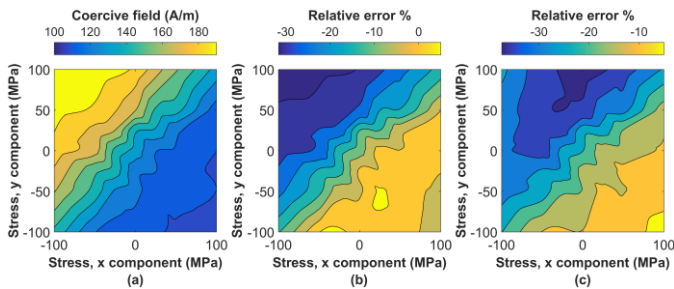 Coercive field (A/m)
100 120 140 160 180
Stress, y component (MPa)
100
50
0
-50
-100
-100 0 100
Stress, x component (MPa)
(a)
Relative error %
-30 -20 -10 0
100
50
0
-50
-100
-100 0 100
Stress, x component (MPa)
(b)
Relative error %
-30 -20 -10
Stress, y component (MPa)
100
50
0
-50
-100
-100 0 100
Stress, x component (MPa)
(c)